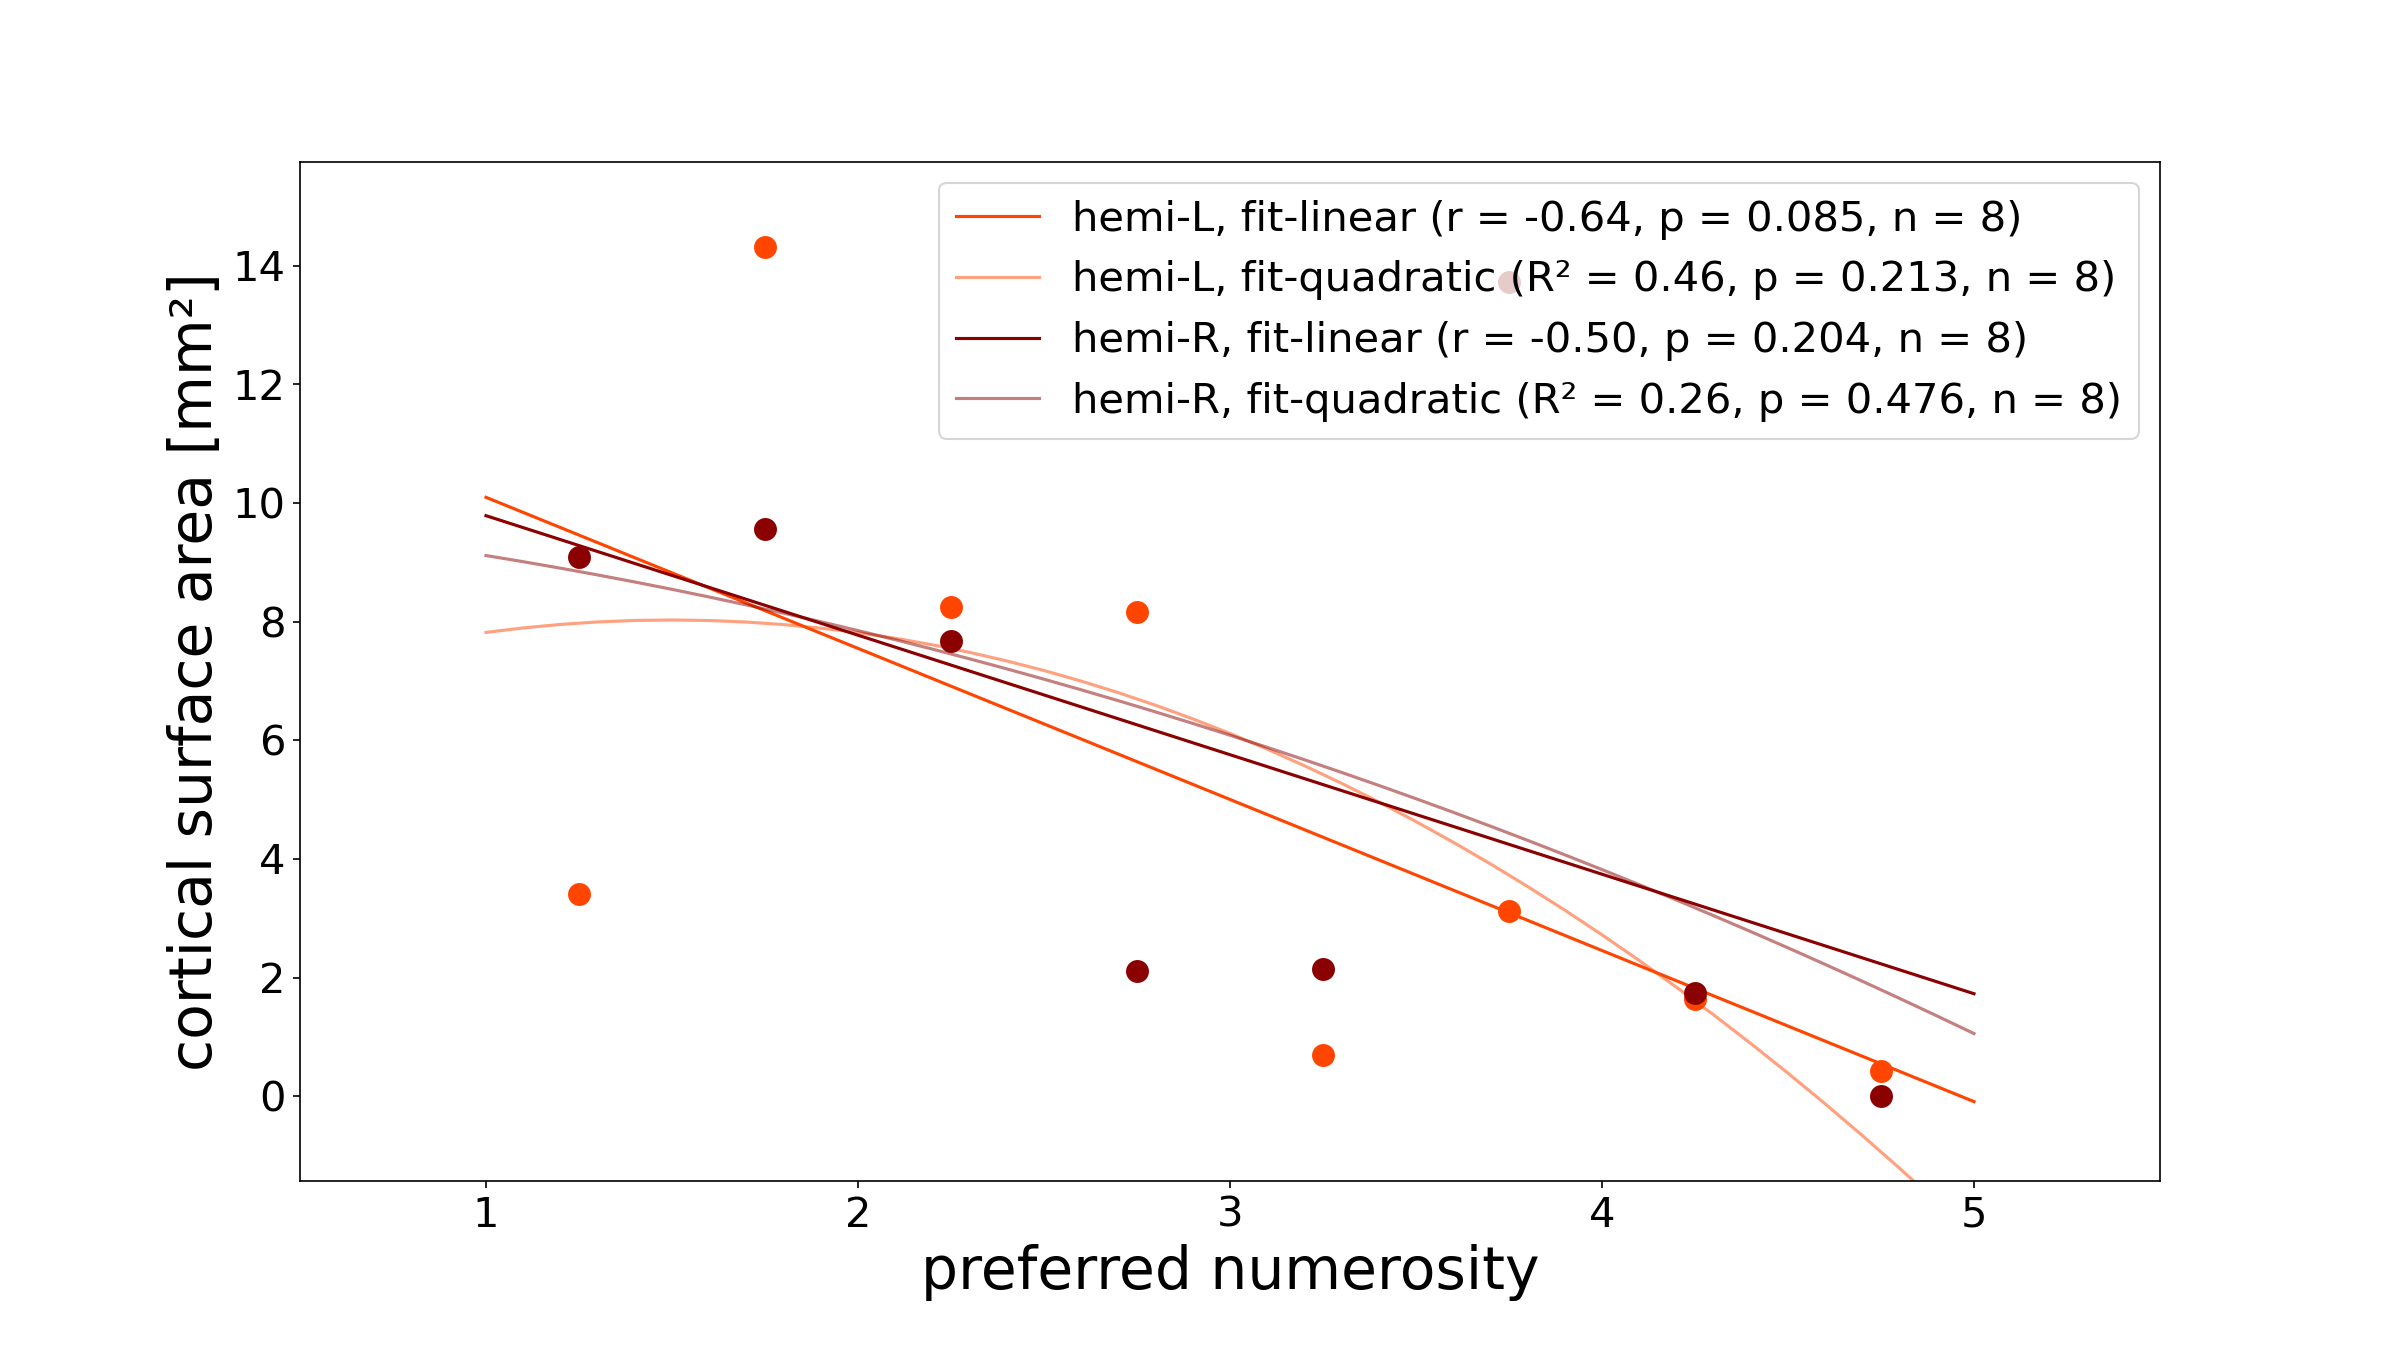 hemi-L, fit-linear (r = -0.64, p = 0.085, n = 8)
hemi-L, fit-quadratic (R² = 0.46, p = 0.213, n = 8)
hemi-R, fit-linear (r = -0.50, p = 0.204, n = 8)
hemi-R, fit-quadratic (R² = 0.26, p = 0.476, n = 8)
cortical surface area [mm²]
14
12
10
8
6
4
2
0
1 2 3 4 5
preferred numerosity